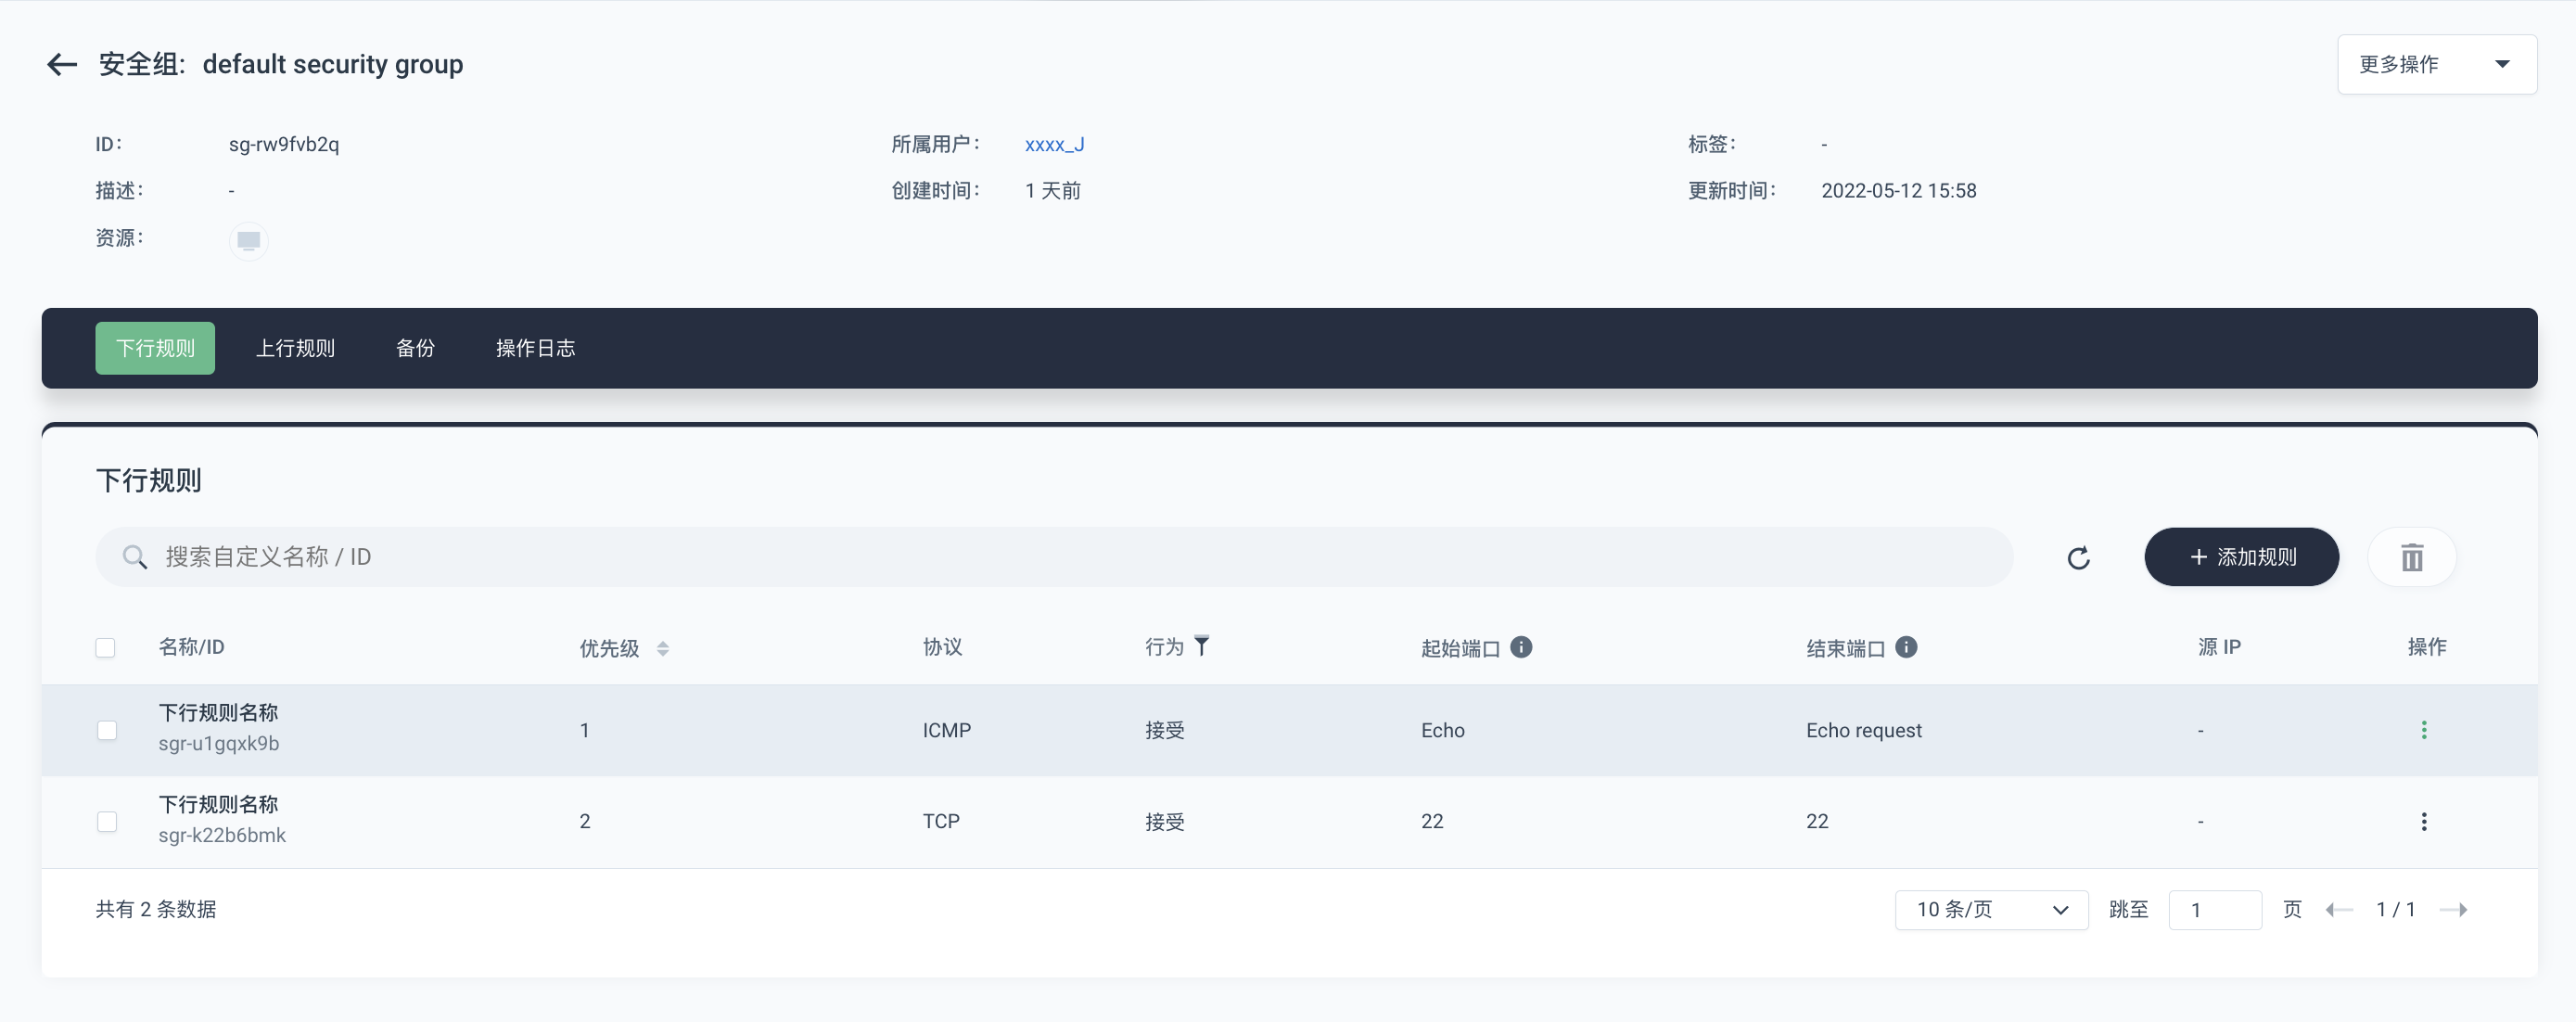 安全组: default security group
更多操作
ID: sg-rw9fvb2q 所属用户: xxxx_J 标签: -
描述: - 创建时间: 1 天前 更新时间: 2022-05-12 15:58
资源:
下行规则 上行规则 备份 操作日志
下行规则
搜索自定义名称 / ID
+ 添加规则
名称/ID 优先级 协议 行为 起始端口 结束端口 源 IP 操作
下行规则名称
sgr-u1gqxk9b 1 ICMP 接受 Echo Echo request -
下行规则名称
sgr-k22b6bmk 2 TCP 接受 22 22 -
共有 2 条数据 10 条/页 跳至 1 页 1 / 1